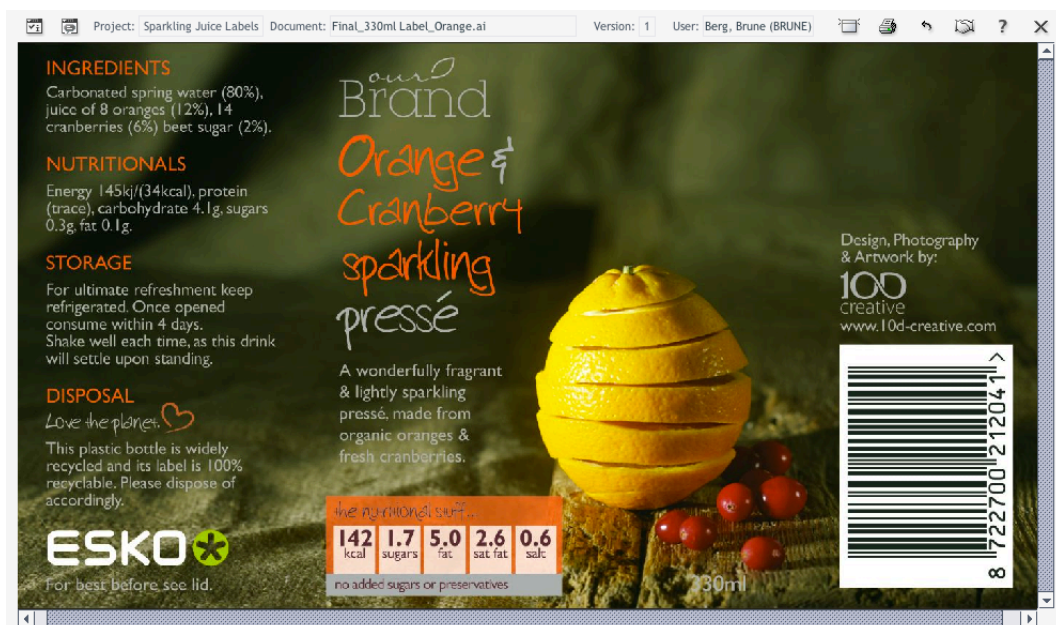 Project: Sparkling Juice Labels Document: Final_330ml Label_Orange.ai Version: 1 User: Berg, Brune (BRUNE)
?
INGREDIENTS
Carbonated spring water (80%),
juice of 8 oranges (12%), 14
cranberries (6%) beet sugar (2%).
NUTRITIONALS
Energy 145kj/(34kcal), protein
(trace), carbohydrate 4.1g, sugars
0.3g, fat 0.1g.
STORAGE
For ultimate refreshment keep
refrigerated. Once opened
consume within 4 days.
Shake well each time, as this drink
will settle upon standing.
DISPOSAL
Love the planet.
This plastic bottle is widely
recycled and its label is 100%
recyclable. Please dispose of
accordingly.
ESKO
For best before see lid.
our
Brand
Orange &
Cranberry
sparkling
pressé
A wonderfully fragrant
& lightly sparkling
pressé, made from
organic oranges &
fresh cranberries.
the nutritional stuff...
142 1.7 5.0 2.6 0.6
kcal sugars fat sat fat salt
no added sugars or preservatives
330ml
Design, Photography
& Artwork by:
10D
creative
www.10d-creative.com
8 722700 212041 >